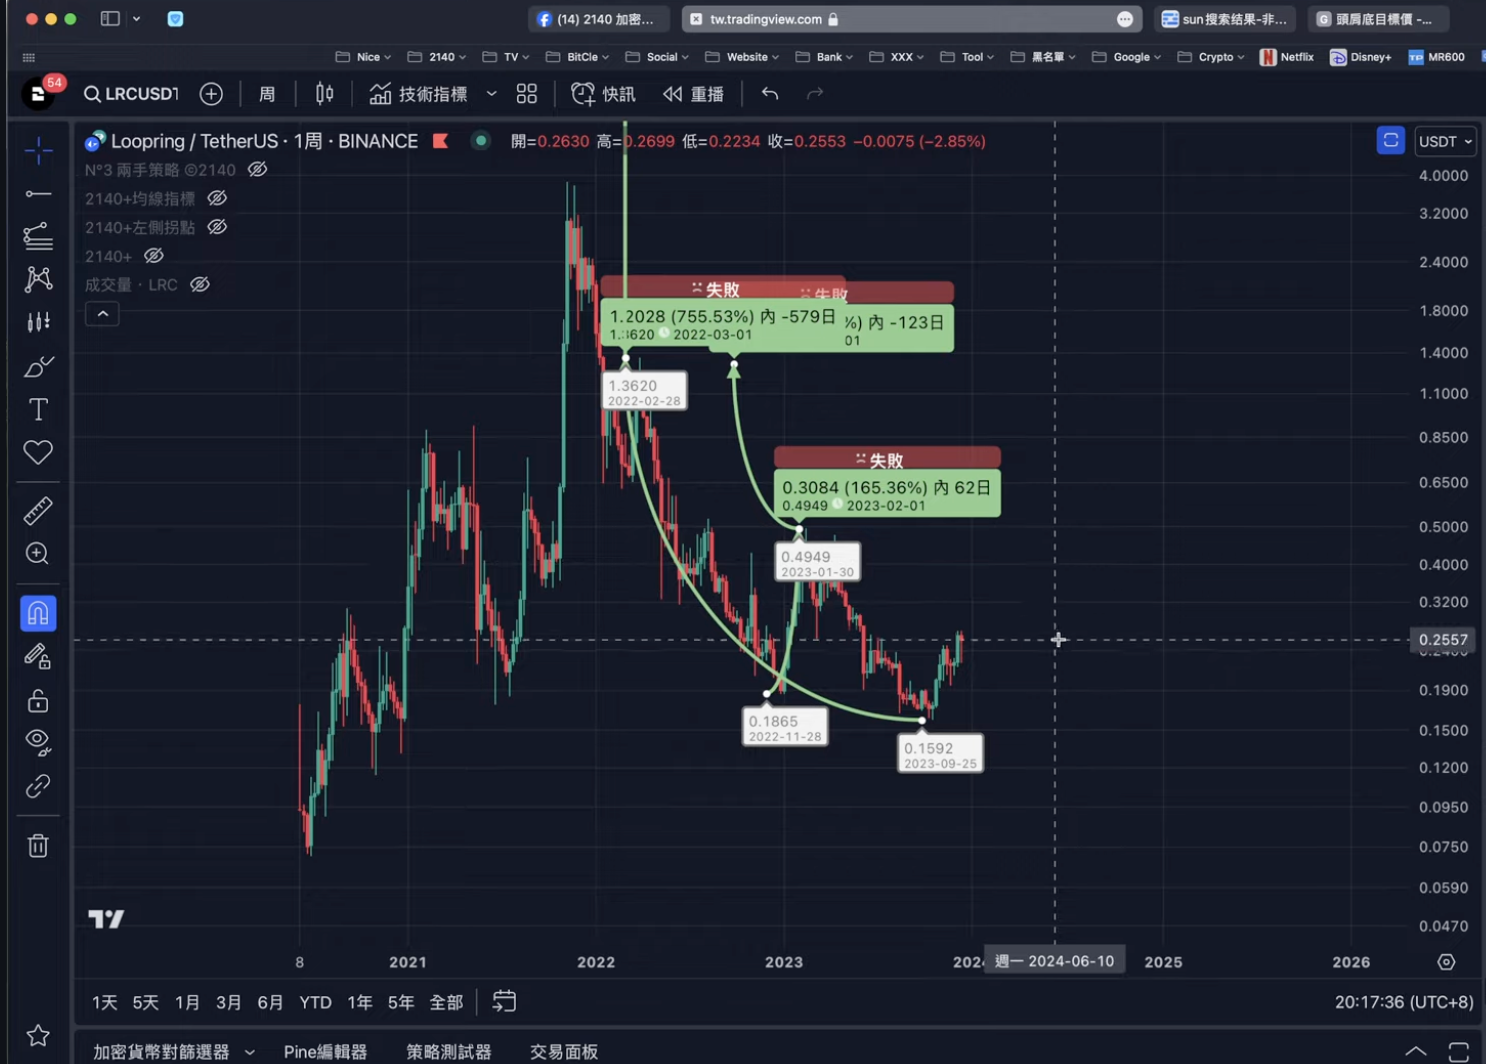 (14) 2140 加密...
tw.tradingview.com
sun 搜索结果-非...
G 頭肩底目標價 -...
Nice
2140
TV
BitCle
Social
Website
Bank
XXX
Tool
黑名單
Google
Crypto
Netflix
Disney+
MR600
54
LRCUSDT
周
技術指標
快訊
重播
Loopring / TetherUS · 1周 · BINANCE
開=0.2630 高=0.2699 低=0.2234 收=0.2553 −0.0075 (−2.85%)
USDT
N°3 兩手策略 ©2140
2140+均線指標
2140+左側拐點
2140+
成交量 · LRC
4.0000
3.2000
2.4000
1.8000
1.4000
1.1000
0.8500
0.6500
0.5000
0.4000
0.3200
0.2557
0.2400
0.1900
0.1500
0.1200
0.0950
0.0750
0.0590
0.0470
失敗
失敗
1.2028 (755.53%) 內 -579日
%) 內 -123日
1.3620 2022-03-01
01
1.3620
2022-02-28
失敗
0.3084 (165.36%) 內 62日
0.4949 2023-02-01
0.4949
2023-01-30
0.1865
2022-11-28
0.1592
2023-09-25
8
2021
2022
2023
2024
週一 2024-06-10
2025
2026
1天
5天
1月
3月
6月
YTD
1年
5年
全部
20:17:36 (UTC+8)
加密貨幣對篩選器
Pine編輯器
策略測試器
交易面板